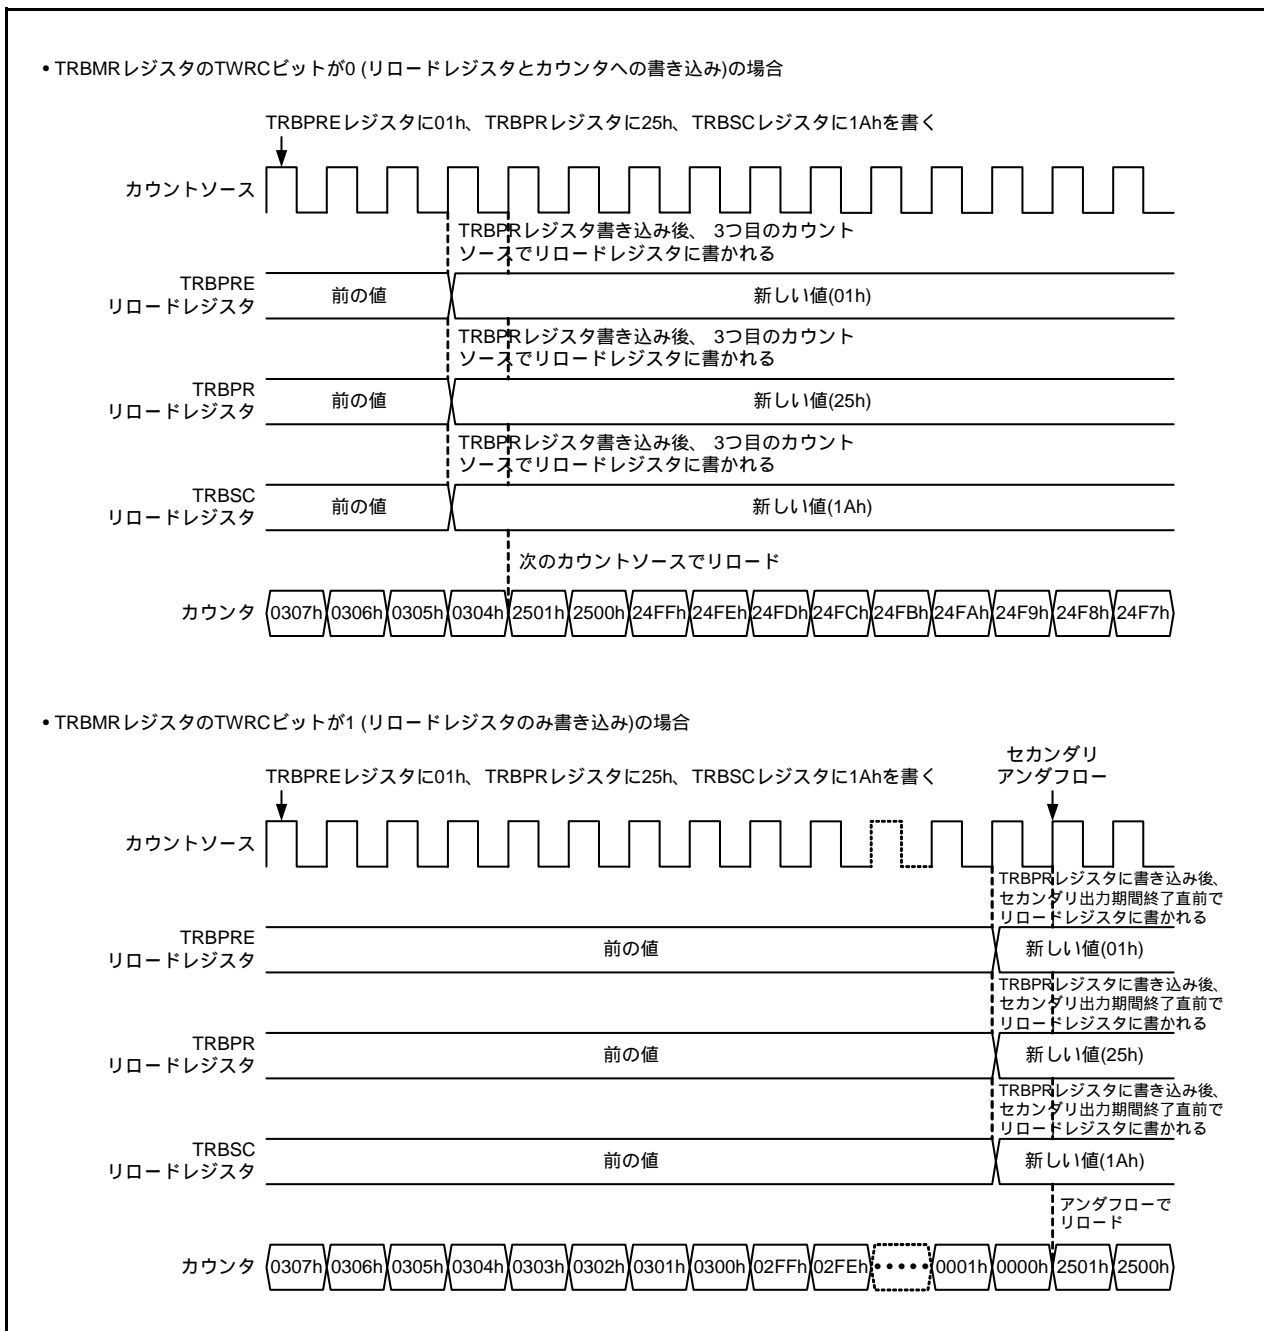 • TRBMRレジスタのTWRCビットが0 (リロードレジスタとカウンタへの書き込み)の場合
TRBPREレジスタに01h、TRBPRレジスタに25h、TRBSCレジスタに1Ahを書く
カウントソース
TRBPRレジスタ書き込み後、 3つ目のカウント
ソースでリロードレジスタに書かれる
TRBPRE
リロードレジスタ
前の値
新しい値(01h)
TRBPRレジスタ書き込み後、 3つ目のカウント
ソースでリロードレジスタに書かれる
TRBPR
リロードレジスタ
前の値
新しい値(25h)
TRBPRレジスタ書き込み後、 3つ目のカウント
ソースでリロードレジスタに書かれる
TRBSC
リロードレジスタ
前の値
新しい値(1Ah)
次のカウントソースでリロード
カウンタ 0307h 0306h 0305h 0304h 2501h 2500h 24FFh 24FEh 24FDh 24FCh 24FBh 24FAh 24F9h 24F8h 24F7h
• TRBMRレジスタのTWRCビットが1 (リロードレジスタのみ書き込み)の場合
セカンダリ
アンダフロー
TRBPREレジスタに01h、TRBPRレジスタに25h、TRBSCレジスタに1Ahを書く
カウントソース
TRBPRレジスタに書き込み後、
セカンダリ出力期間終了直前で
リロードレジスタに書かれる
TRBPRE
リロードレジスタ
前の値
新しい値(01h)
TRBPRレジスタに書き込み後、
セカンダリ出力期間終了直前で
リロードレジスタに書かれる
TRBPR
リロードレジスタ
前の値
新しい値(25h)
TRBPRレジスタに書き込み後、
セカンダリ出力期間終了直前で
リロードレジスタに書かれる
TRBSC
リロードレジスタ
前の値
新しい値(1Ah)
アンダフローで
リロード
カウンタ 0307h 0306h 0305h 0304h 0303h 0302h 0301h 0300h 02FFh 02FEh ••••• 0001h 0000h 2501h 2500h